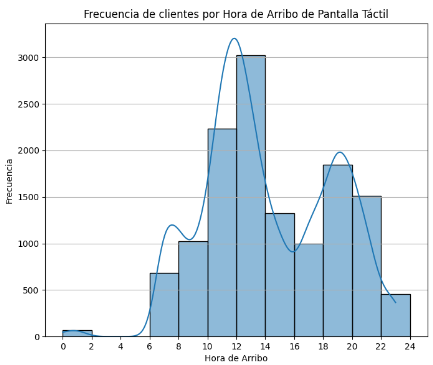 Frecuencia de clientes por Hora de Arribo de Pantalla Táctil
3000
2500
2000
1500
1000
500
0
Frecuencia
0 2 4 6 8 10 12 14 16 18 20 22 24
Hora de Arribo